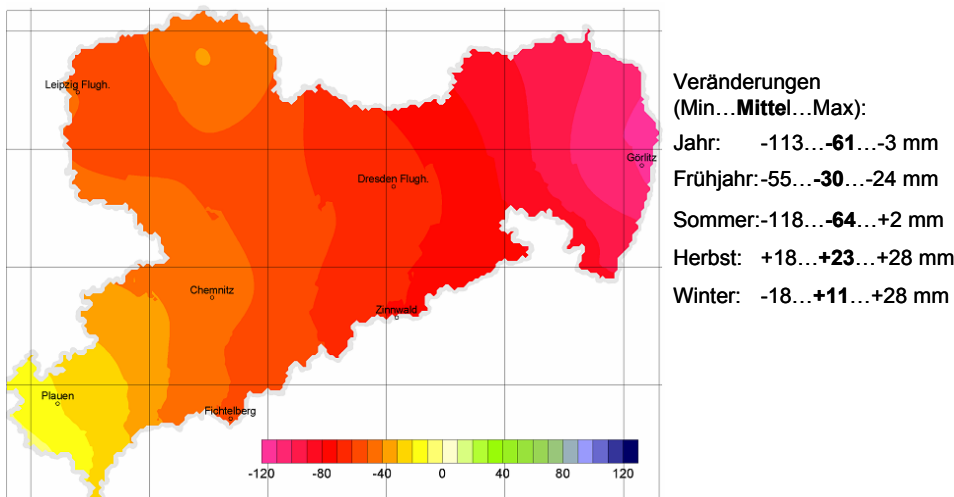 Leipzig Flugh.
Görlitz
Dresden Flugh.
Chemnitz
Zinnwald
Plauen
Fichtelberg
-120 -80 -40 0 40 80 120
Veränderungen
(Min…Mittel…Max):
Jahr: -113…-61…-3 mm
Frühjahr:-55…-30…-24 mm
Sommer:-118…-64…+2 mm
Herbst: +18…+23…+28 mm
Winter: -18…+11…+28 mm